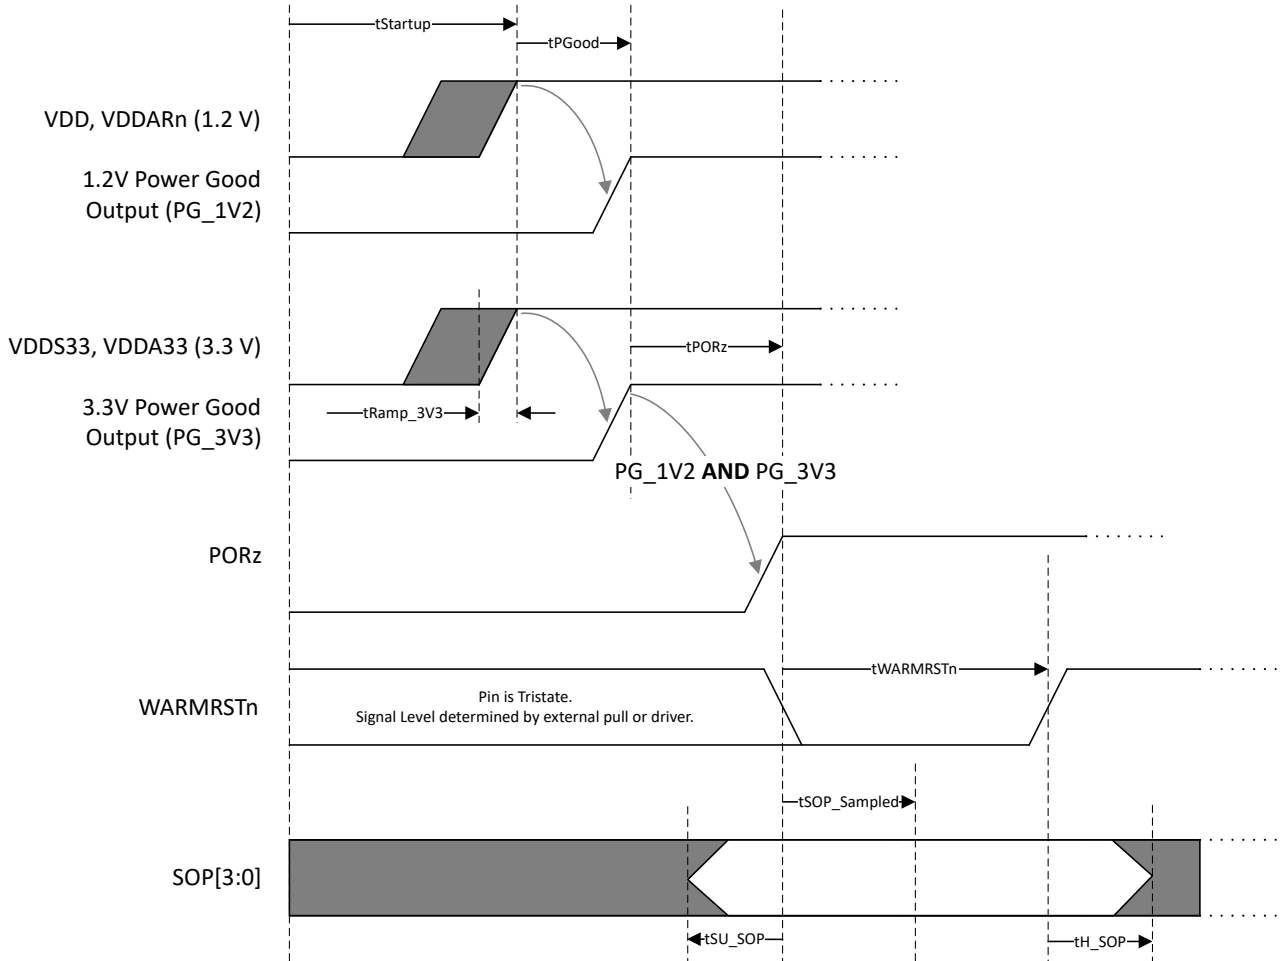 tStartup
tPGood
VDD, VDDARn (1.2 V)
1.2V Power Good
Output (PG_1V2)
VDDS33, VDDA33 (3.3 V)
tPORz
3.3V Power Good
Output (PG_3V3)
tRamp_3V3
PG_1V2 AND PG_3V3
PORz
tWARMRSTn
WARMRSTn
Pin is Tristate.
Signal Level determined by external pull or driver.
tSOP_Sampled
SOP[3:0]
tSU_SOP
tH_SOP